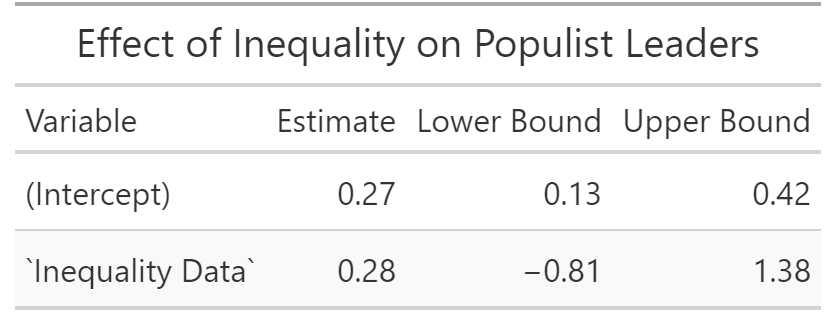 Effect of Inequality on Populist Leaders
Variable Estimate Lower Bound Upper Bound
(Intercept) 0.27 0.13 0.42
`Inequality Data` 0.28 −0.81 1.38